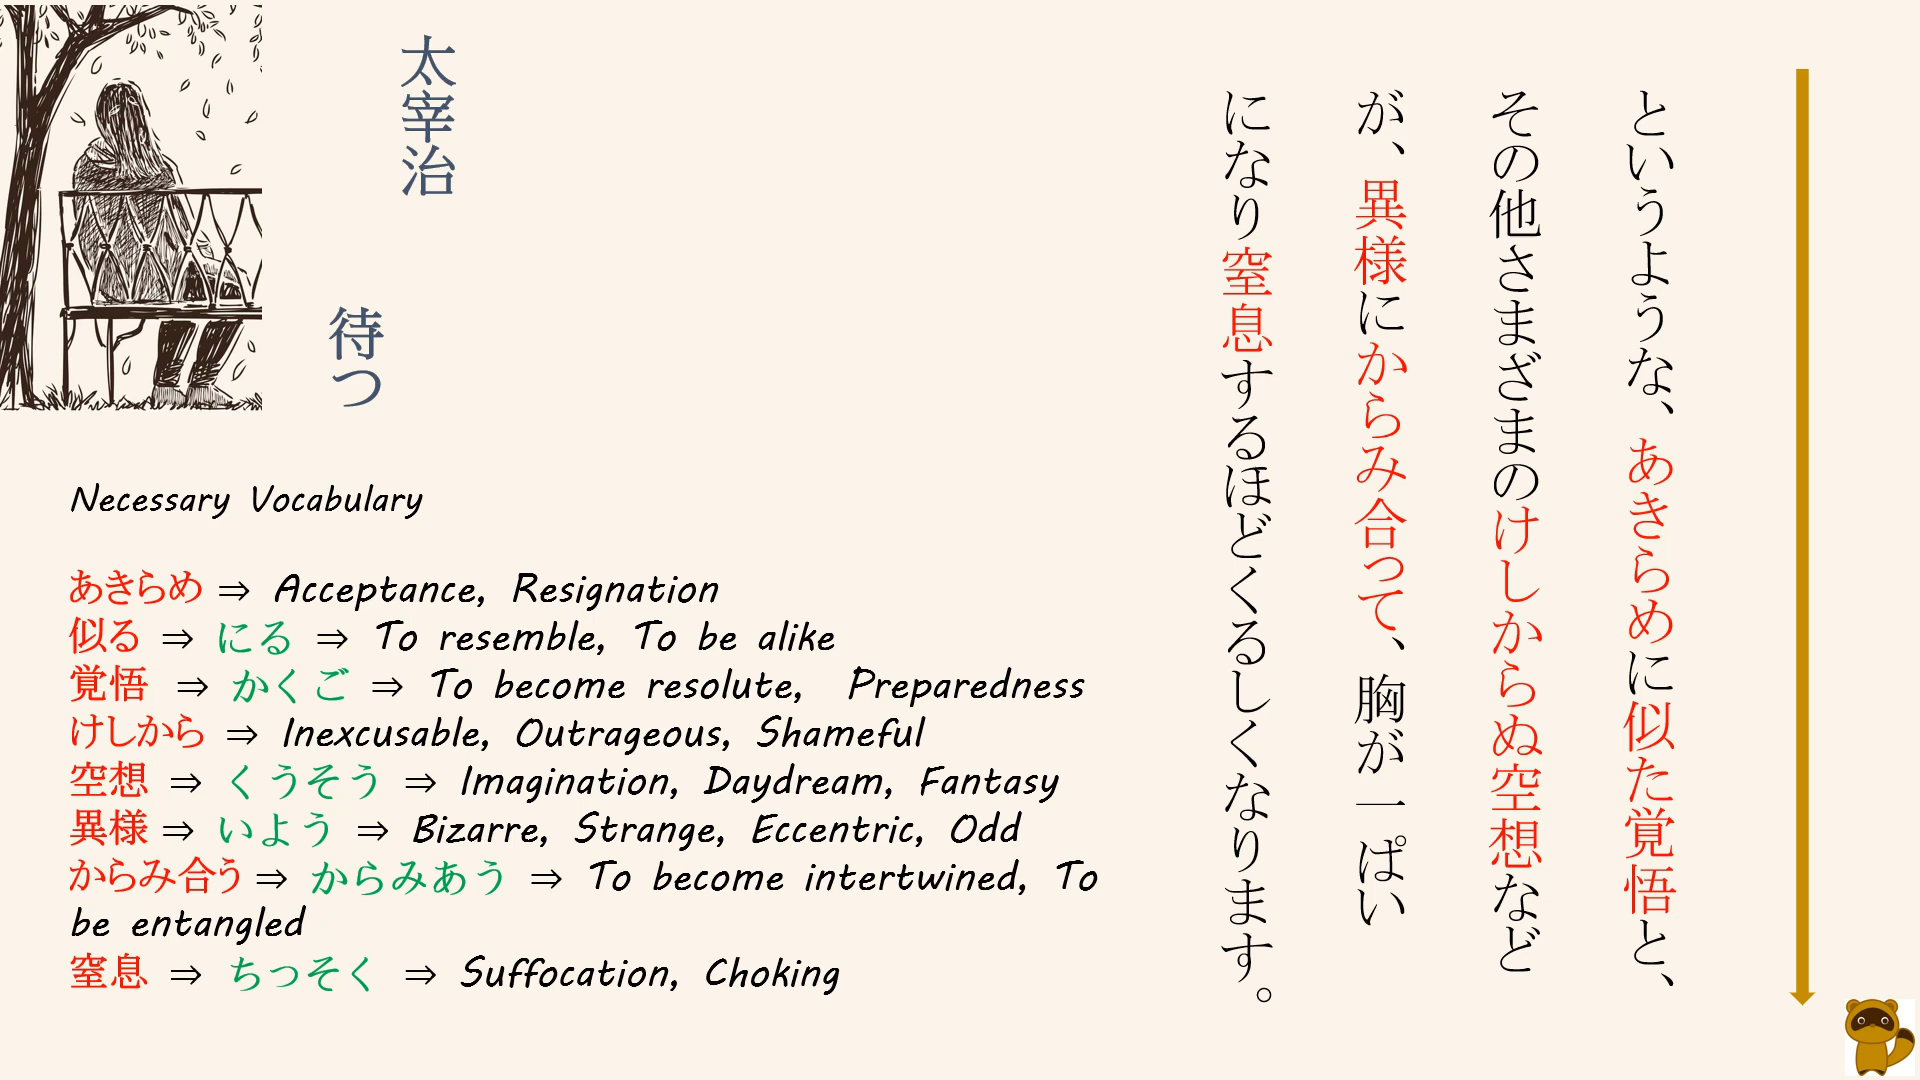 太宰治
待つ
というような、あきらめに似た覚悟と、
その他さまざまのけしからぬ空想など
が、異様にからみ合って、胸が一ぱい
になり窒息するほどくるしくなります。
Necessary Vocabulary
あきらめ ⇒ Acceptance, Resignation
似る ⇒ にる ⇒ To resemble, To be alike
覚悟 ⇒ かくご ⇒ To become resolute, Preparedness
けしから ⇒ Inexcusable, Outrageous, Shameful
空想 ⇒ くうそう ⇒ Imagination, Daydream, Fantasy
異様 ⇒ いよう ⇒ Bizarre, Strange, Eccentric, Odd
からみ合う ⇒ からみあう ⇒ To become intertwined, To
be entangled
窒息 ⇒ ちっそく ⇒ Suffocation, Choking